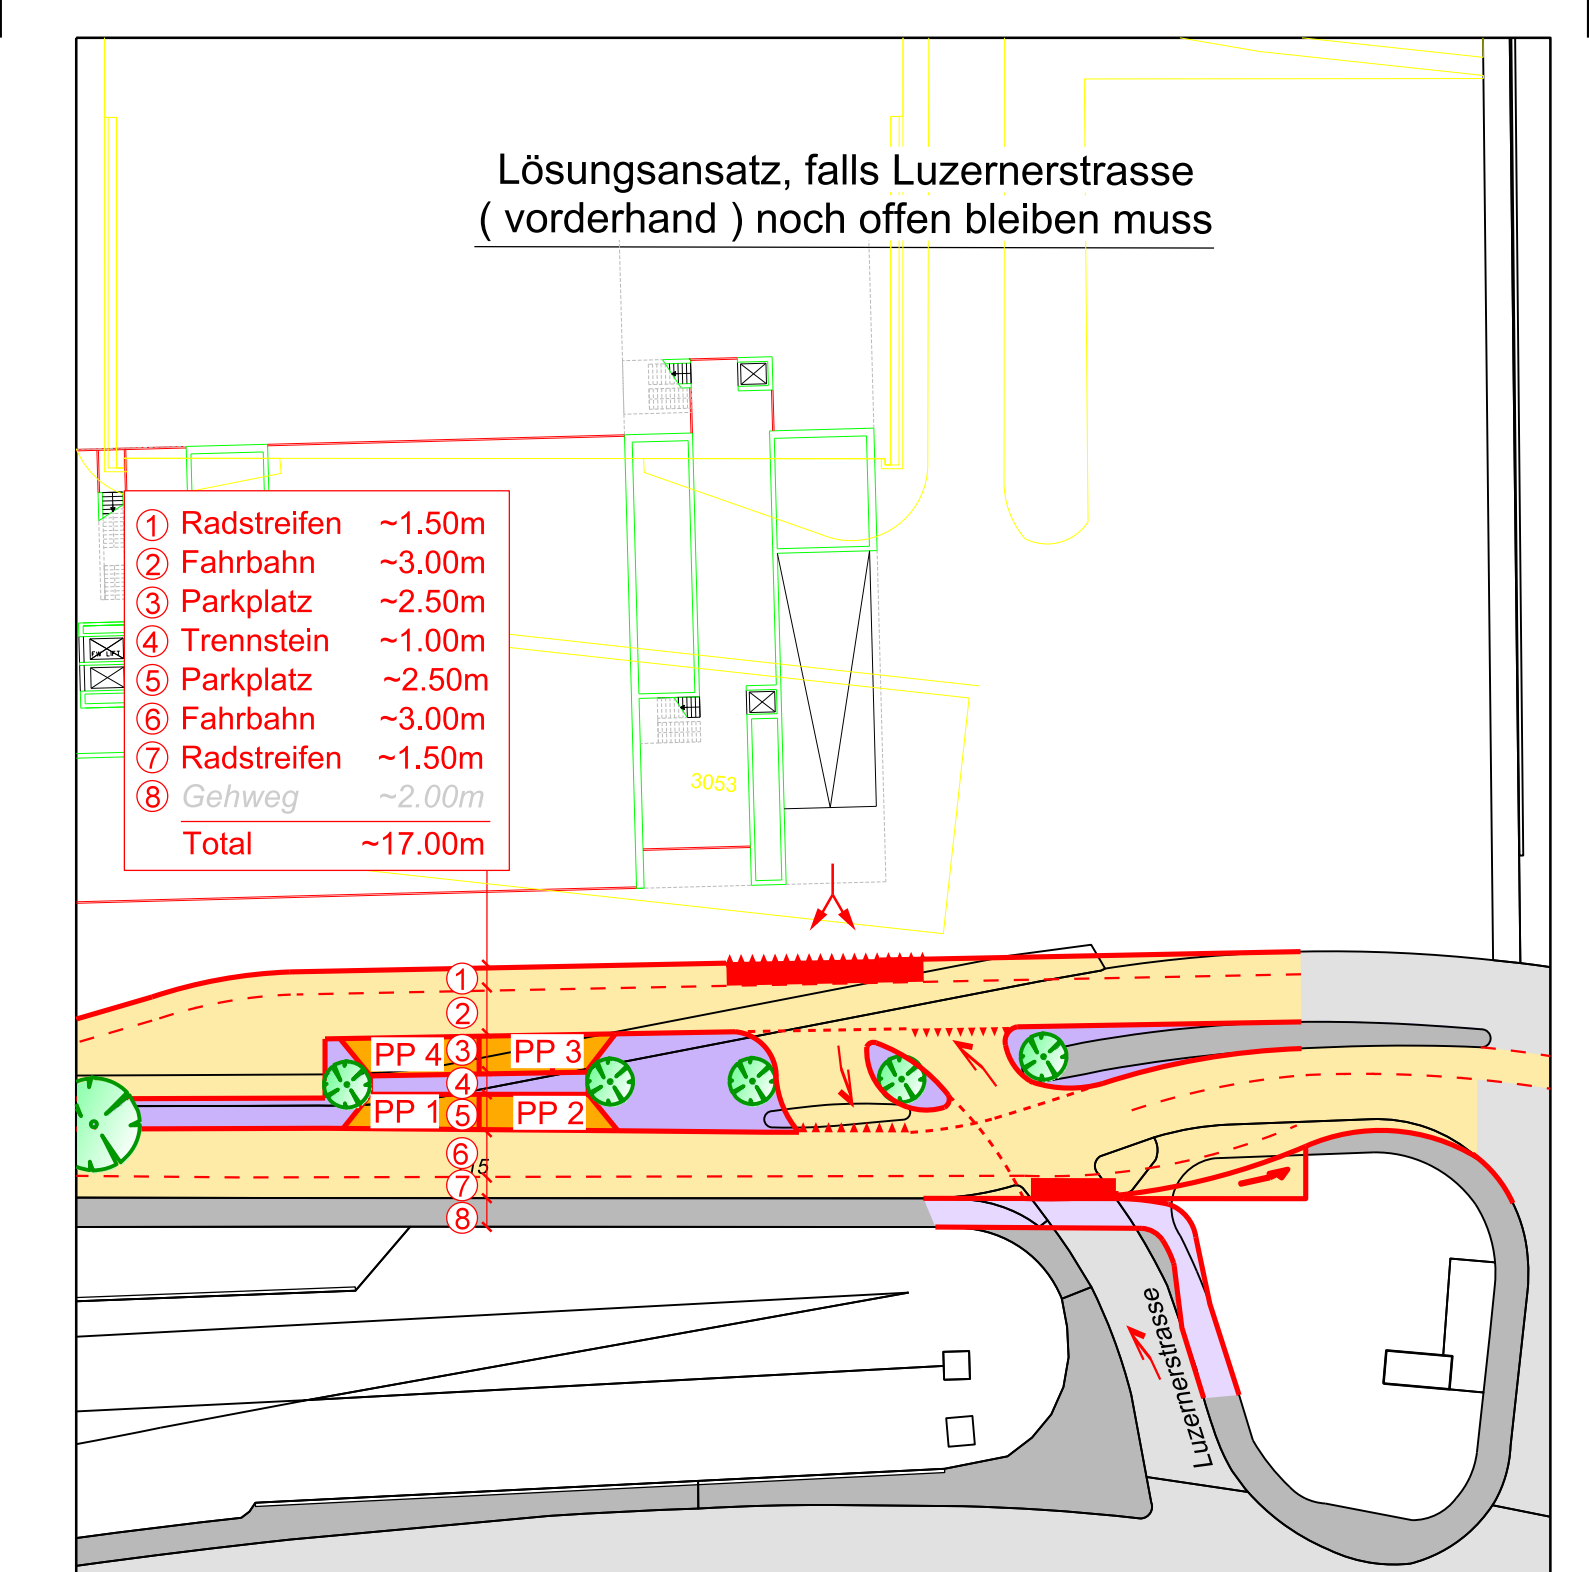 Lösungsansatz, falls Luzernerstrasse
( vorderhand ) noch offen bleiben muss
1 Radstreifen ~1.50m
2 Fahrbahn ~3.00m
3 Parkplatz ~2.50m
4 Trennstein ~1.00m
5 Parkplatz ~2.50m
6 Fahrbahn ~3.00m
7 Radstreifen ~1.50m
8 Gehweg ~2.00m
Total ~17.00m
FW LIFT
3053
1
2
PP 4 3 PP 3
4
PP 1 5 PP 2
6
15
7
8
Luzernerstrasse